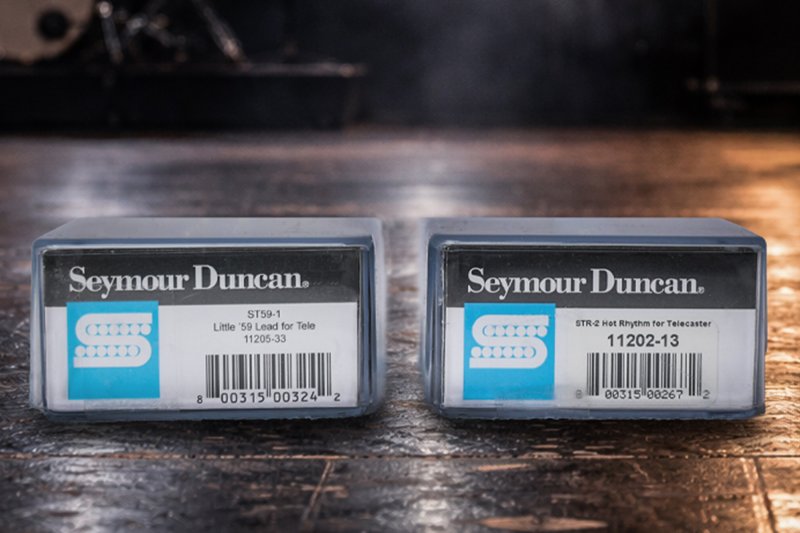 Seymour Duncan®
ST59-1
Little '59 Lead for Tele
11205-33
8 00315 00324 2
Seymour Duncan®
STR-2 Hot Rhythm for Telecaster
11202-13
8 00315 00267 2